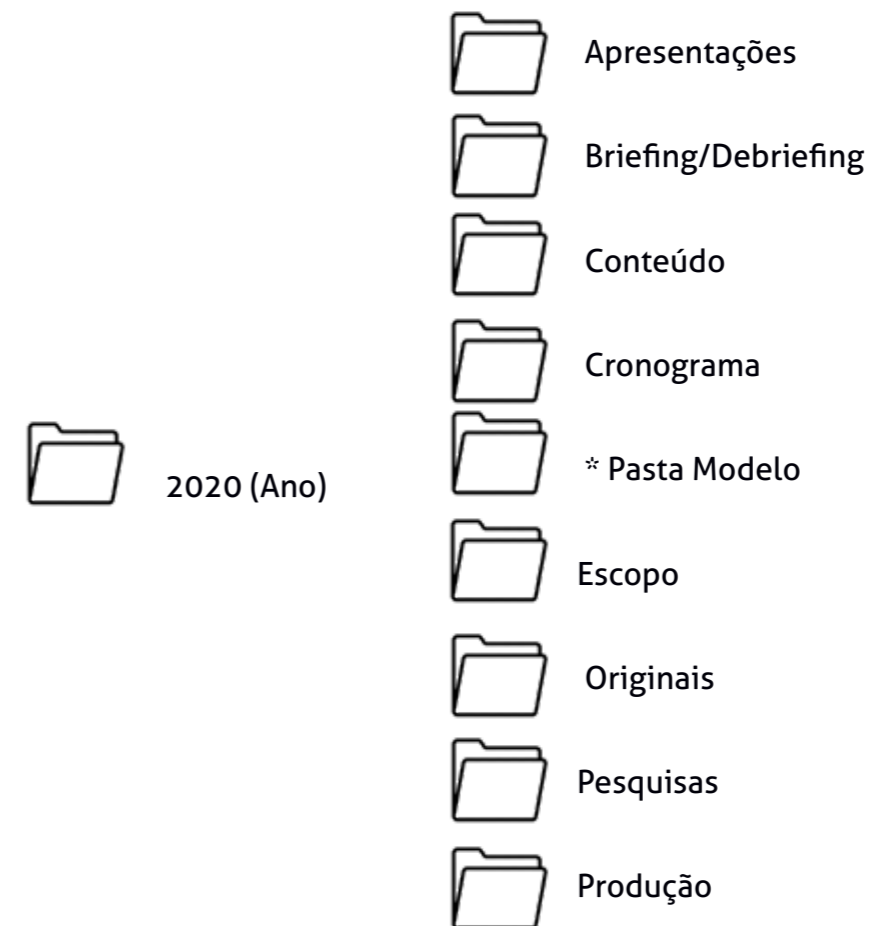 Apresentações
Briefing/Debriefing
Conteúdo
Cronograma
* Pasta Modelo
2020 (Ano)
Escopo
Originais
Pesquisas
Produção